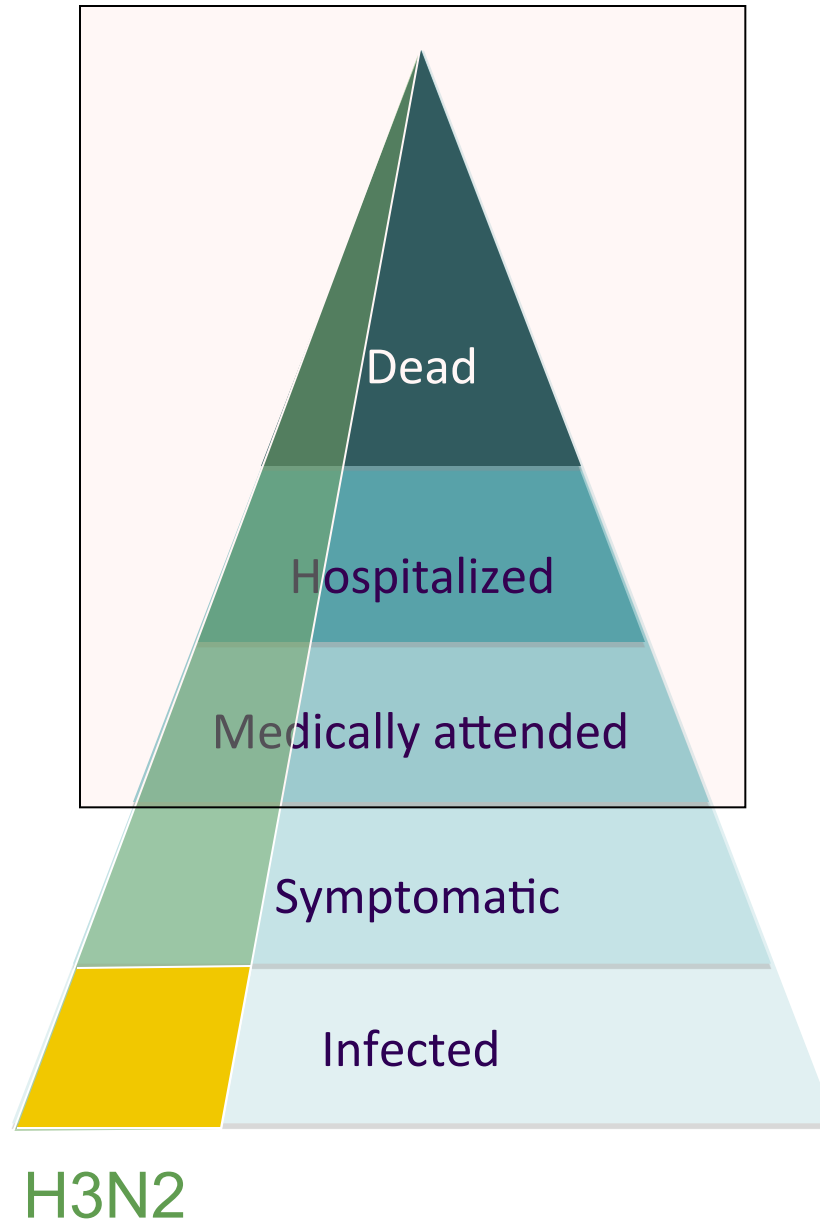 Dead
Hospitalized
Medically attended
Symptomatic
Infected
H3N2